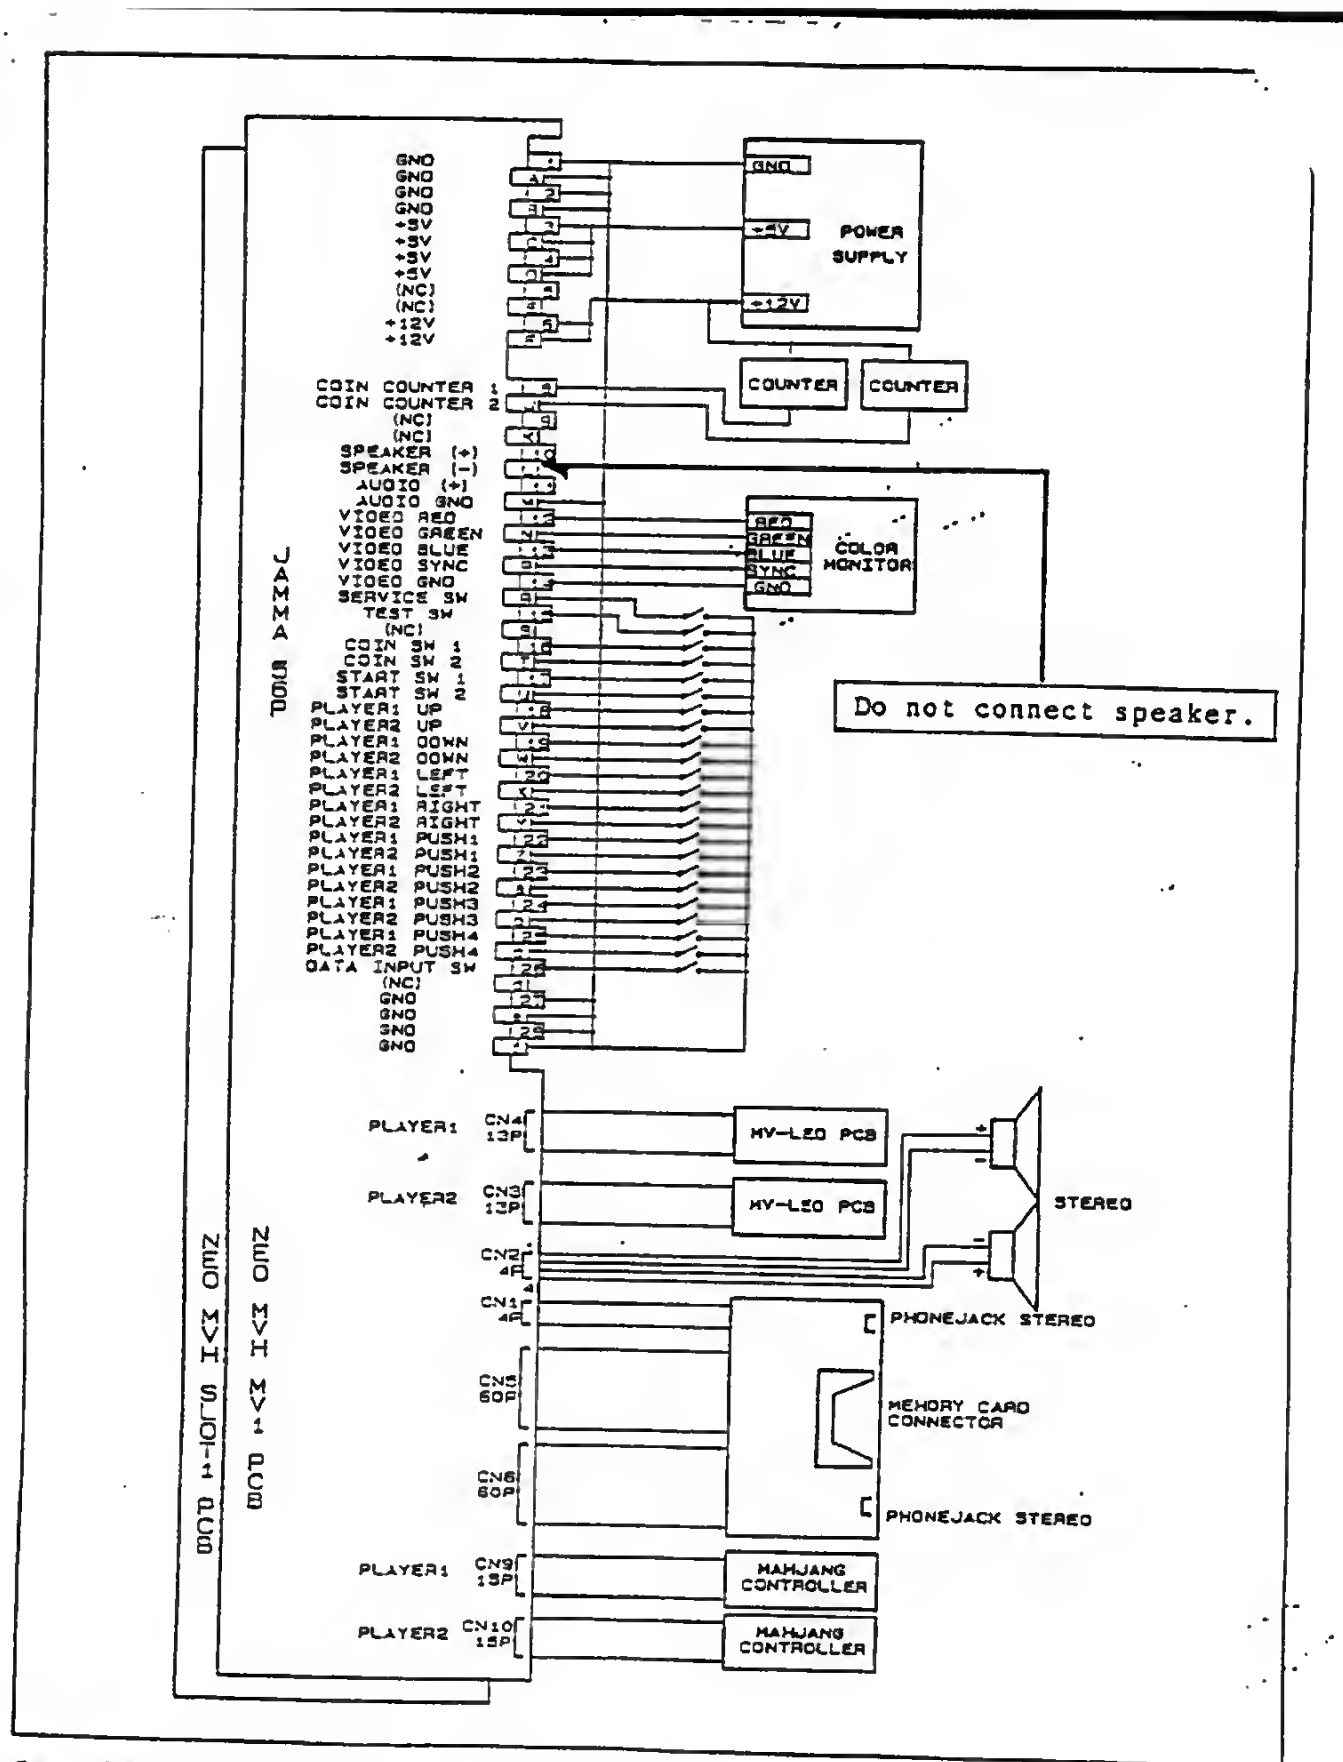 GND
GND
GND
GND
+5V
+5V
+5V
+5V
(NC)
(NC)
+12V
+12V
COIN COUNTER 1
COIN COUNTER 2
(NC)
(NC)
SPEAKER (+)
SPEAKER (-)
AUDIO (+)
AUDIO GND
VIDEO RED
VIDEO GREEN
VIDEO BLUE
VIDEO SYNC
VIDEO GND
SERVICE SW
TEST SW
(NC)
COIN SW 1
COIN SW 2
START SW 1
START SW 2
PLAYER1 UP
PLAYER2 UP
PLAYER1 DOWN
PLAYER2 DOWN
PLAYER1 LEFT
PLAYER2 LEFT
PLAYER1 RIGHT
PLAYER2 RIGHT
PLAYER1 PUSH1
PLAYER2 PUSH1
PLAYER1 PUSH2
PLAYER2 PUSH2
PLAYER1 PUSH3
PLAYER2 PUSH3
PLAYER1 PUSH4
PLAYER2 PUSH4
DATA INPUT SW
(NC)
GND
GND
GND
GND
JAMMA 56P
GND
+5V
+12V
POWER
SUPPLY
COUNTER
COUNTER
RED
GREEN
BLUE
SYNC
GND
COLOR
MONITOR
Do not connect speaker.
PLAYER1
CN4
13P
MV-LED PCB
PLAYER2
CN3
13P
MV-LED PCB
CN2
4P
+
-
-
+
STEREO
CN1
4P
PHONEJACK STEREO
CN5
60P
MEMORY CARD
CONNECTOR
CN6
60P
PHONEJACK STEREO
PLAYER1
CN9
15P
MAHJANG
CONTROLLER
PLAYER2
CN10
15P
MAHJANG
CONTROLLER
NEO MVH MV1 PCB
NEO MVH SLOT1 PCB